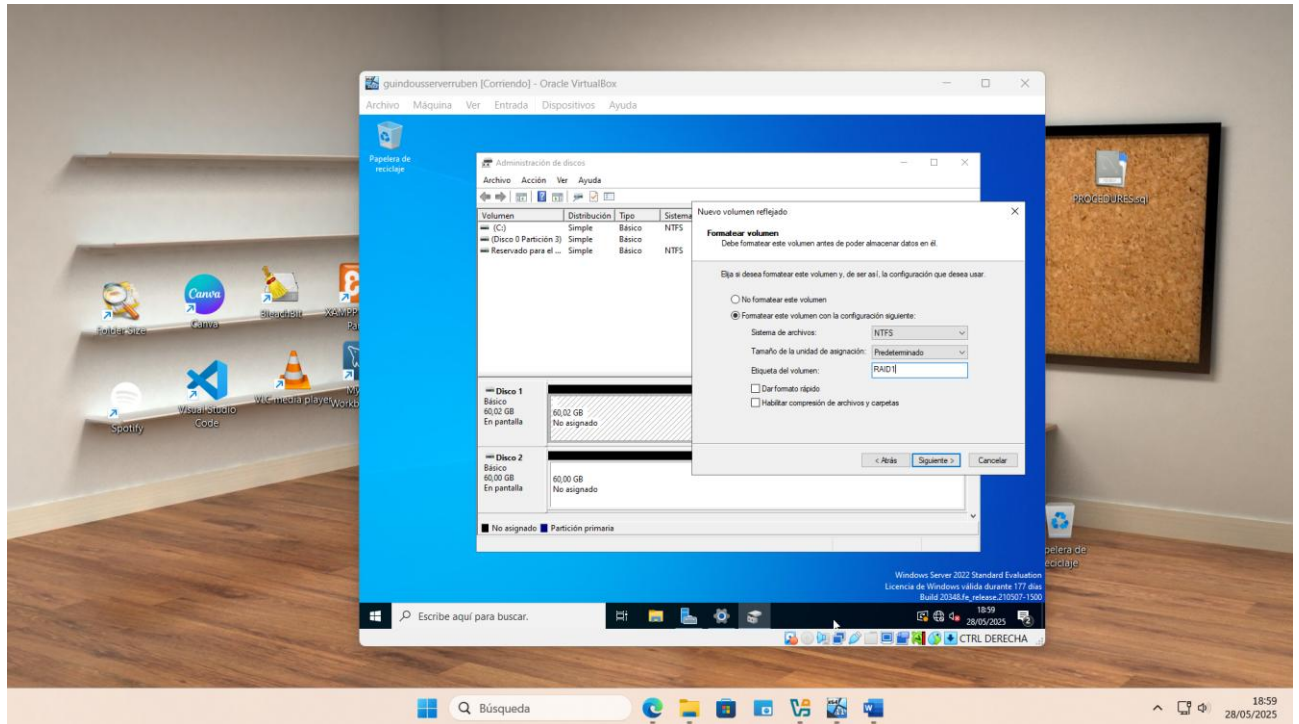 guindousserverruben [Corriendo] - Oracle VirtualBox
Archivo Máquina Ver Entrada Dispositivos Ayuda
Papelera de
reciclaje
Administración de discos
Archivo Acción Ver Ayuda
Volumen Distribución Tipo Sistema
(C:) Simple Básico NTFS
(Disco 0 Partición 3) Simple Básico
Reservado para el ... Simple Básico NTFS
Nuevo volumen reflejado
Formatear volumen
Debe formatear este volumen antes de poder almacenar datos en él.
Elija si desea formatear este volumen y, de ser así, la configuración que desea usar.
No formatear este volumen
Formatear este volumen con la configuración siguiente:
Sistema de archivos: NTFS
Tamaño de la unidad de asignación: Predeterminado
Etiqueta del volumen: RAID1
Dar formato rápido
Habilitar compresión de archivos y carpetas
< Atrás Siguiente > Cancelar
Disco 1
Básico
60,02 GB
En pantalla
60,02 GB
No asignado
Disco 2
Básico
60,00 GB
En pantalla
60,00 GB
No asignado
No asignado Partición primaria
Windows Server 2022 Standard Evaluation
Licencia de Windows válida durante 177 días
Build 20348.fe_release.210507-1500
Escribe aquí para buscar.
18:59
28/05/2025
2
CTRL DERECHA
PROGEDURES.sql
Folder Size
Canva
Canva
BleachBit
XAMPP
Spotify
Visual Studio
Code
VLC media player
pelera de
eciclaje
Búsqueda
18:59
28/05/2025